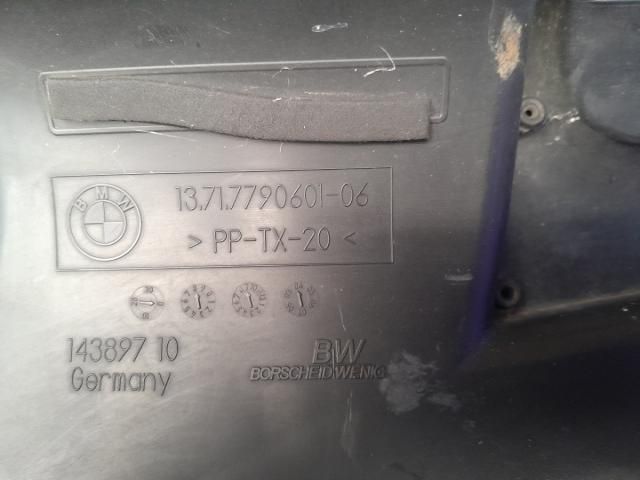 BMW
13.71.7790601-06
> PP-TX-20 <
143897 10
Germany
BW
BORSCHEID WENIG